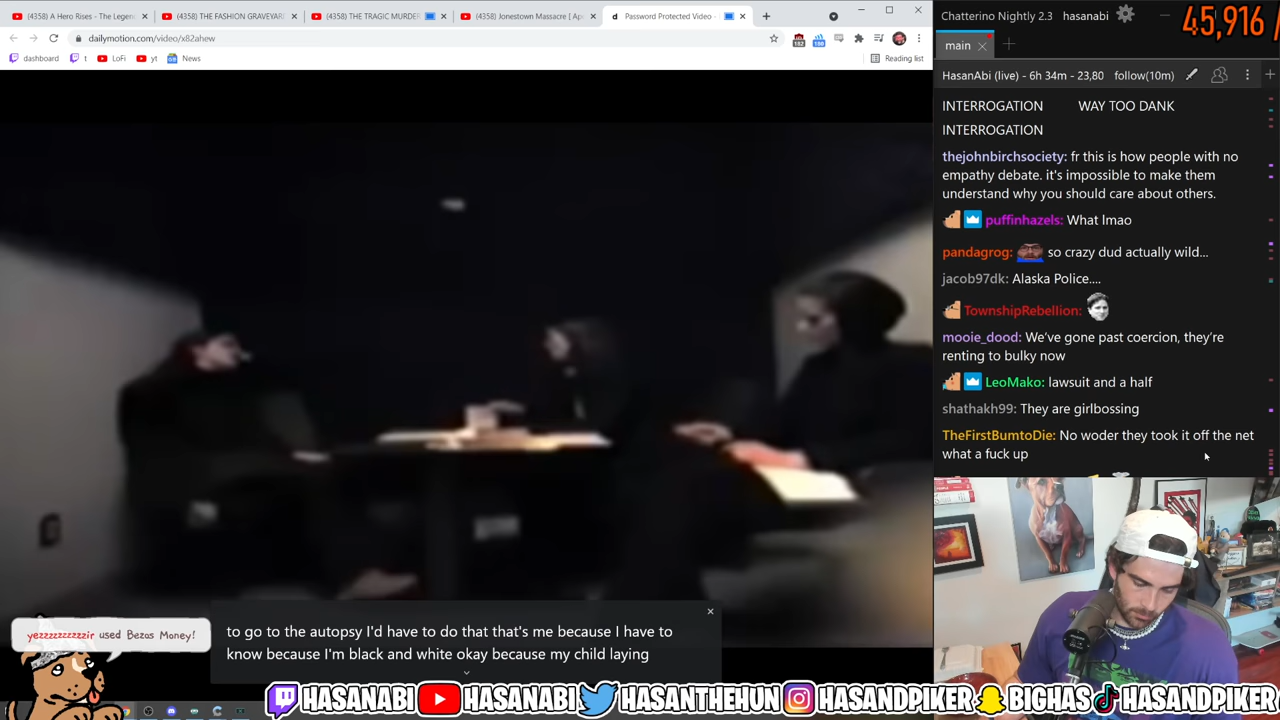 (4358) A Hero Rises - The Legen
(4358) THE FASHION GRAVEYAR
(4358) THE TRAGIC MURDER
(4358) Jonestown Massacre [ Ap
Password Protected Video -
dailymotion.com/video/x82ahew
dashboard
1
LoFi
yt
News
Reading list
Chatterino Nightly 2.3 hasanabi
45,916 /
main
HasanAbi (live) - 6h 34m - 23,80 follow(10m)
INTERROGATION WAY TOO DANK
INTERROGATION
thejohnbirchsociety: fr this is how people with no
empathy debate. it's impossible to make them
understand why you should care about others.
puffinhazels: What lmao
pandagrog: so crazy dud actually wild...
jacob97dk: Alaska Police....
TownshipRebellion:
mooie_dood: We've gone past coercion, they're
renting to bulky now
LeoMako: lawsuit and a half
shathakh99: They are girlbossing
TheFirstBumtoDie: No woder they took it off the net
what a fuck up
to go to the autopsy I'd have to do that that's me because I have to
know because I'm black and white okay because my child laying
yezzzzzzzzzir used Bezos Money!
HASANABI HASANABI HASANTHEHUN HASANDPIKER BIGHAS HASANDPIKER